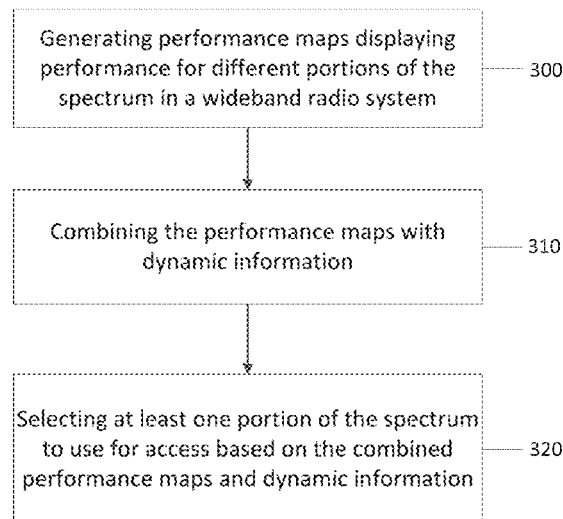 Generating performance maps displaying
performance for different portions of the
spectrum in a wideband radio system
300
Combining the performance maps with
dynamic information
310
Selecting at least one portion of the spectrum
to use for access based on the combined
performance maps and dynamic information
320